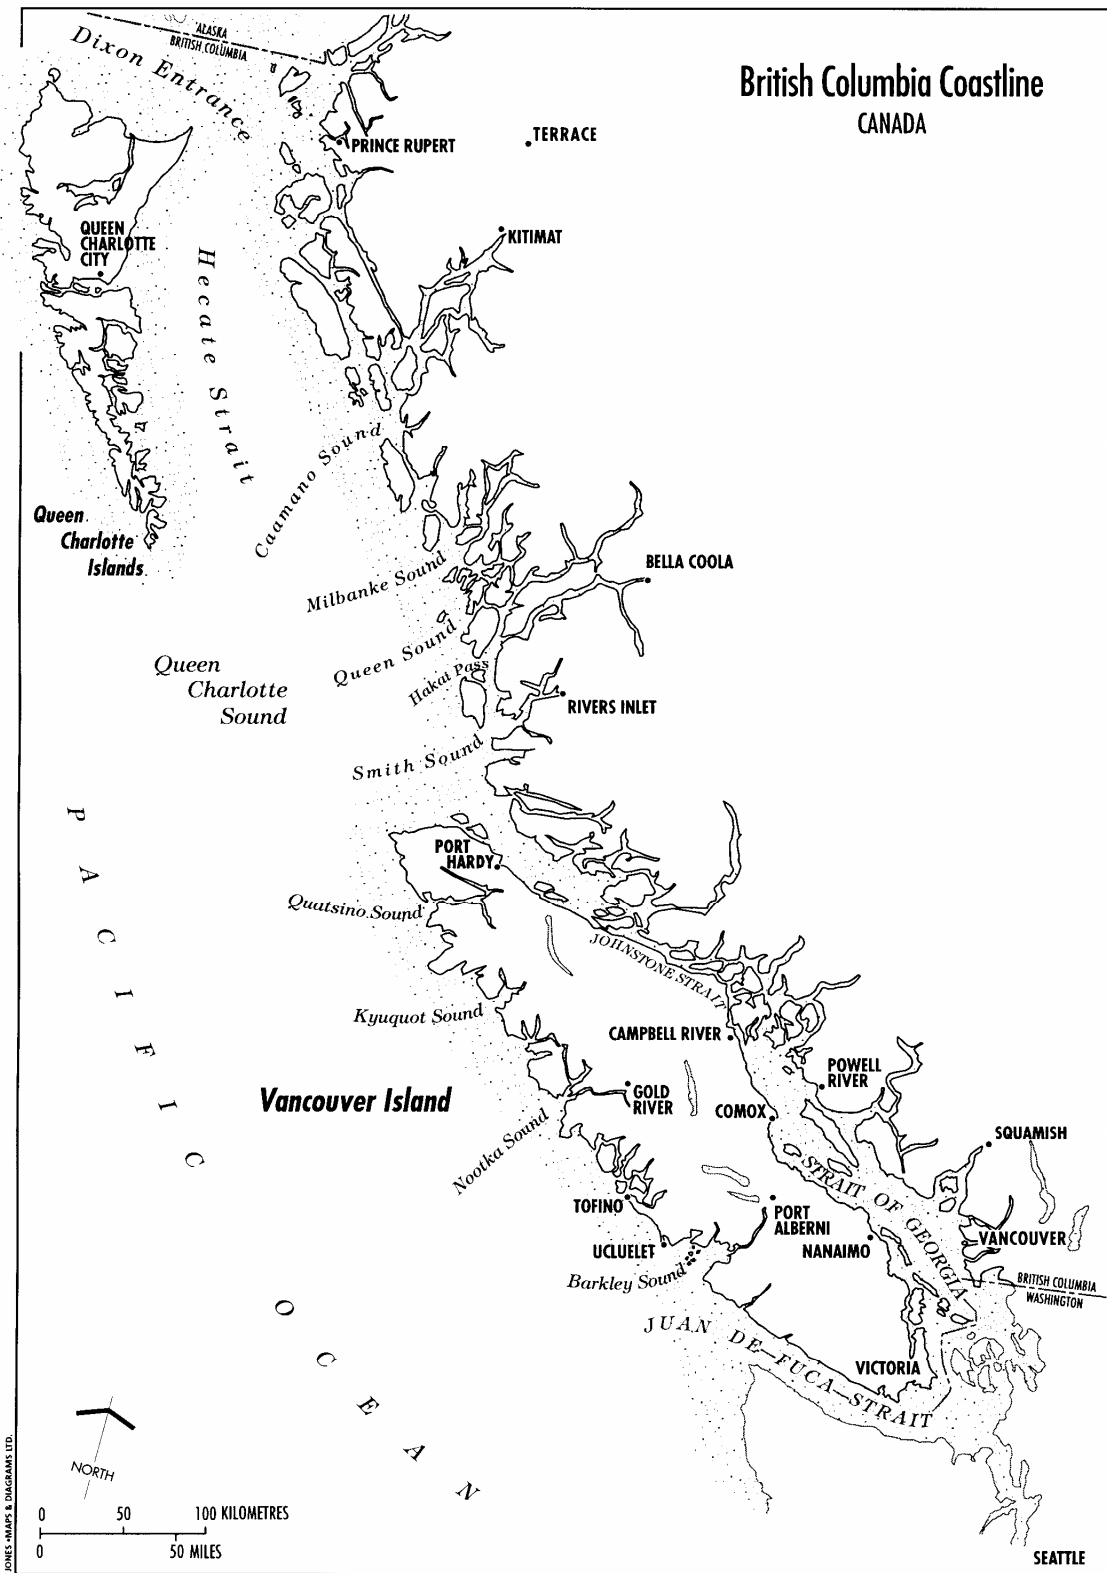 British Columbia Coastline
CANADA
ALASKA
BRITISH COLUMBIA
Dixon Entrance
PRINCE RUPERT
TERRACE
QUEEN
CHARLOTTE
CITY
KITIMAT
Hecate Strait
Caamano Sound
Queen
Charlotte
Islands
Milbanke Sound
BELLA COOLA
Queen Sound
Hakai Pass
Queen
Charlotte
Sound
RIVERS INLET
Smith Sound
PORT
HARDY
Quatsino Sound
JOHNSTONE STRAIT
Kyuquot Sound
CAMPBELL RIVER
POWELL
RIVER
GOLD
RIVER
COMOX
Vancouver Island
Nootka Sound
SQUAMISH
STRAIT OF GEORGIA
TOFINO
PORT
ALBERNI
VANCOUVER
UCLUELET
NANAIMO
Barkley Sound
BRITISH COLUMBIA
WASHINGTON
JUAN DE-FUCA-STRAIT
VICTORIA
PACIFIC OCEAN
NORTH
0 50 100 KILOMETRES
0 50 MILES
SEATTLE
JONES •MAPS & DIAGRAMS LTD.